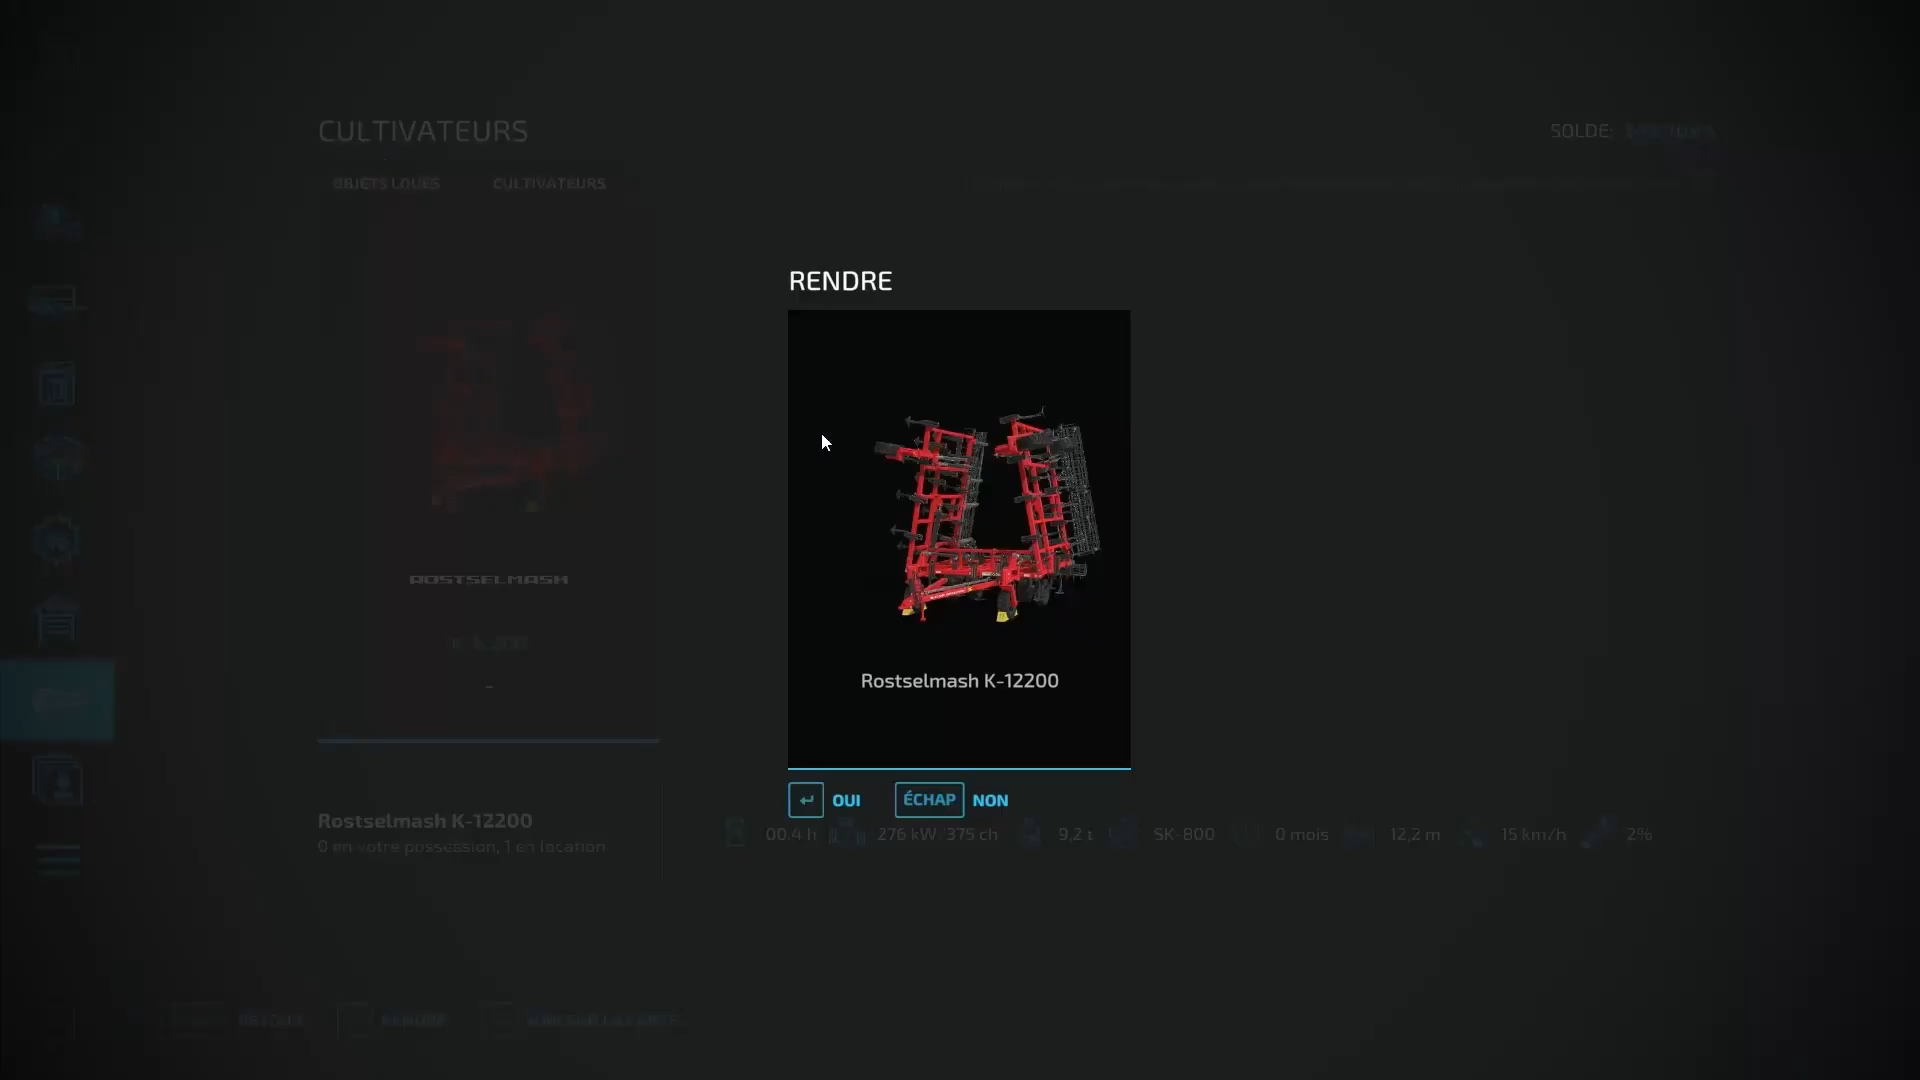 CULTIVATEURS
SOLDE:
OBJETS LOUÉS CULTIVATEURS
RENDRE
ROSTSELMASH
Rostselmash K-12200
↵ OUI ÉCHAP NON
Rostselmash K-12200
0 en votre possession, 1 en location
00.4 h 276 kW/375 ch 9,2 t SK-800 0 mois 12,2 m 15 km/h 2%
RETOUR RENDRE